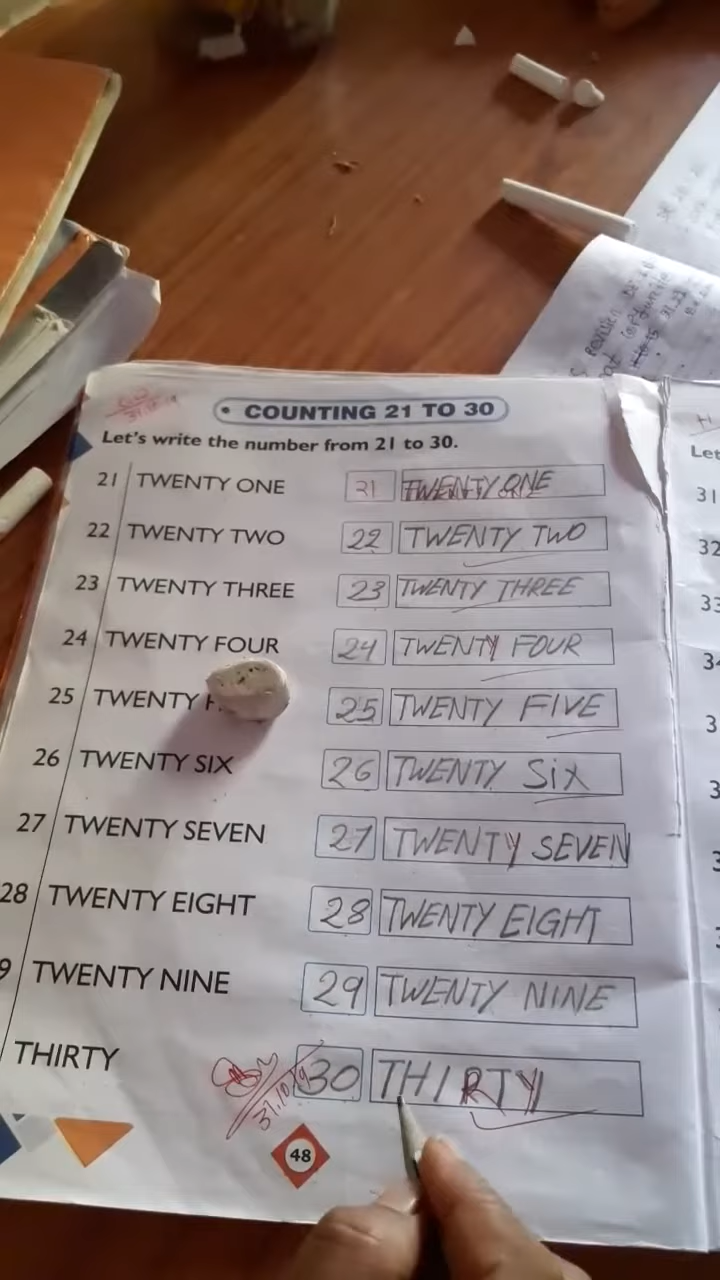 • COUNTING 21 TO 30
Let's write the number from 21 to 30.
21 TWENTY ONE 31 TWENTY ONE
22 TWENTY TWO 22 TWENTY TWO
23 TWENTY THREE 23 TWENTY THREE
24 TWENTY FOUR 24 TWENTY FOUR
25 TWENTY 25 TWENTY FIVE
26 TWENTY SIX 26 TWENTY SIX
27 TWENTY SEVEN 27 TWENTY SEVEN
28 TWENTY EIGHT 28 TWENTY EIGHT
9 TWENTY NINE 29 TWENTY NINE
THIRTY 30 THIRTY
48
Let
31
32